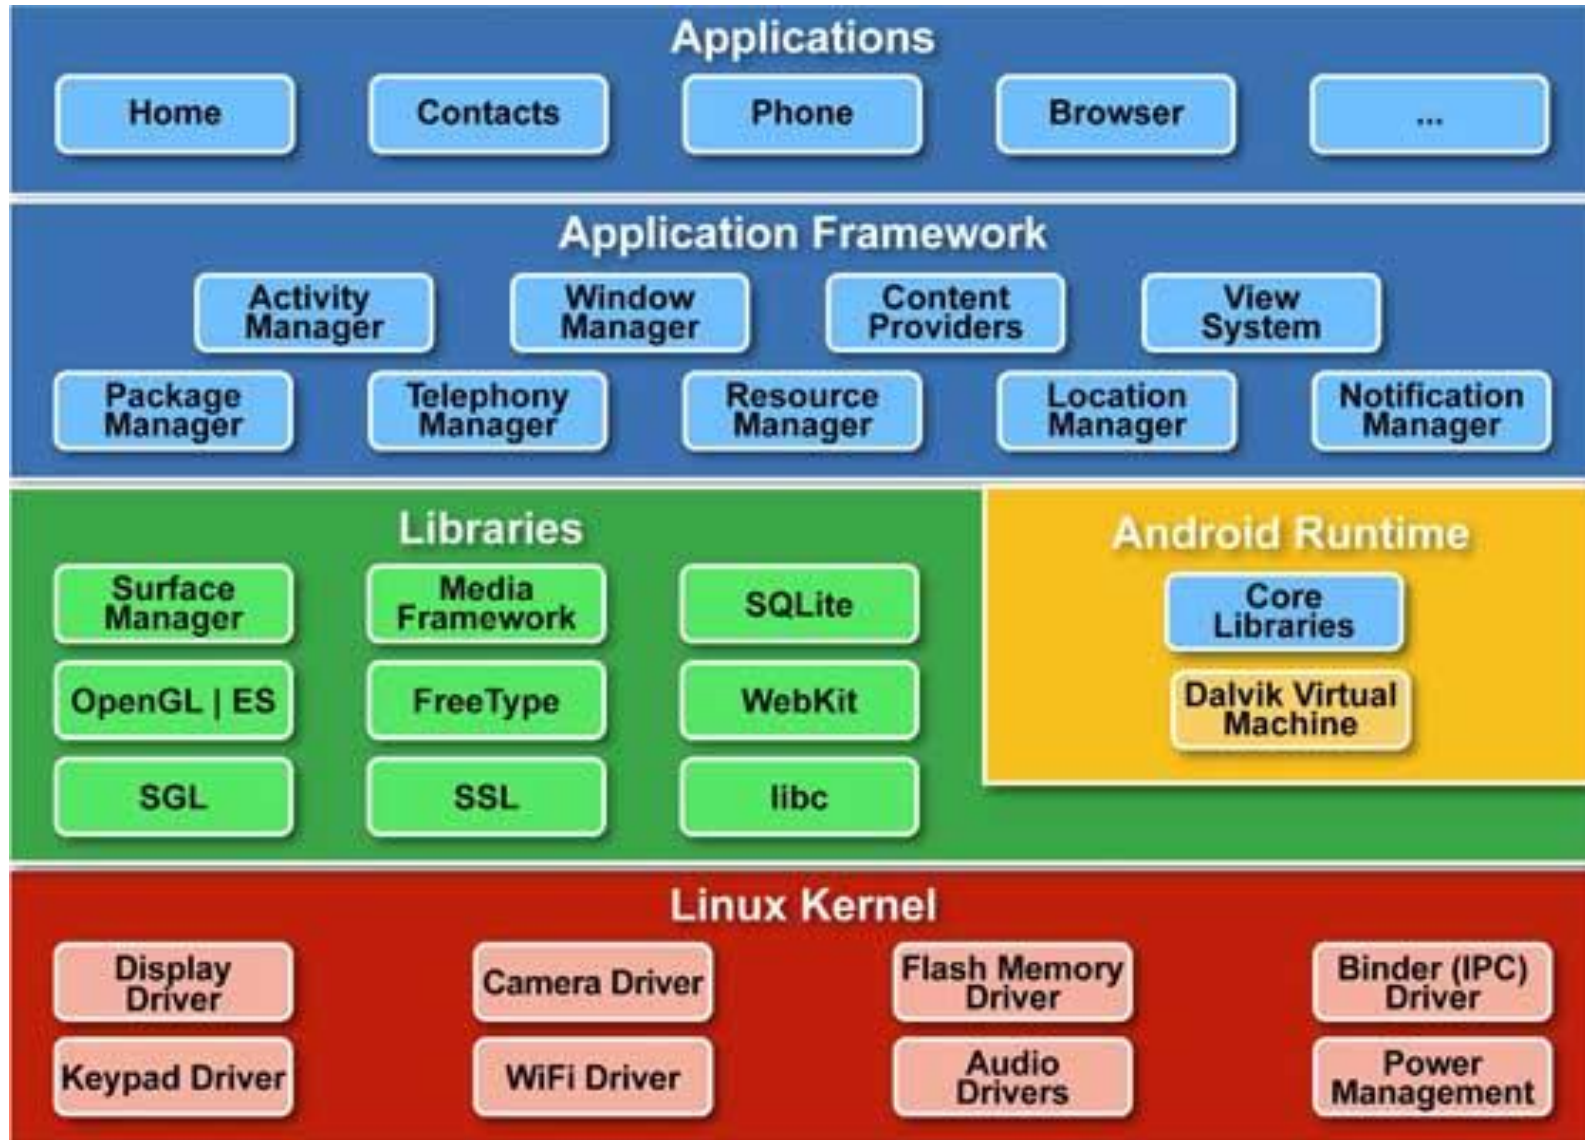 Applications
Home
Contacts
Phone
Browser
...
Application Framework
Activity
Manager
Window
Manager
Content
Providers
View
System
Package
Manager
Telephony
Manager
Resource
Manager
Location
Manager
Notification
Manager
Libraries
Surface
Manager
Media
Framework
SQLite
OpenGL | ES
FreeType
WebKit
SGL
SSL
libc
Android Runtime
Core
Libraries
Dalvik Virtual
Machine
Linux Kernel
Display
Driver
Camera Driver
Flash Memory
Driver
Binder (IPC)
Driver
Keypad Driver
WiFi Driver
Audio
Drivers
Power
Management